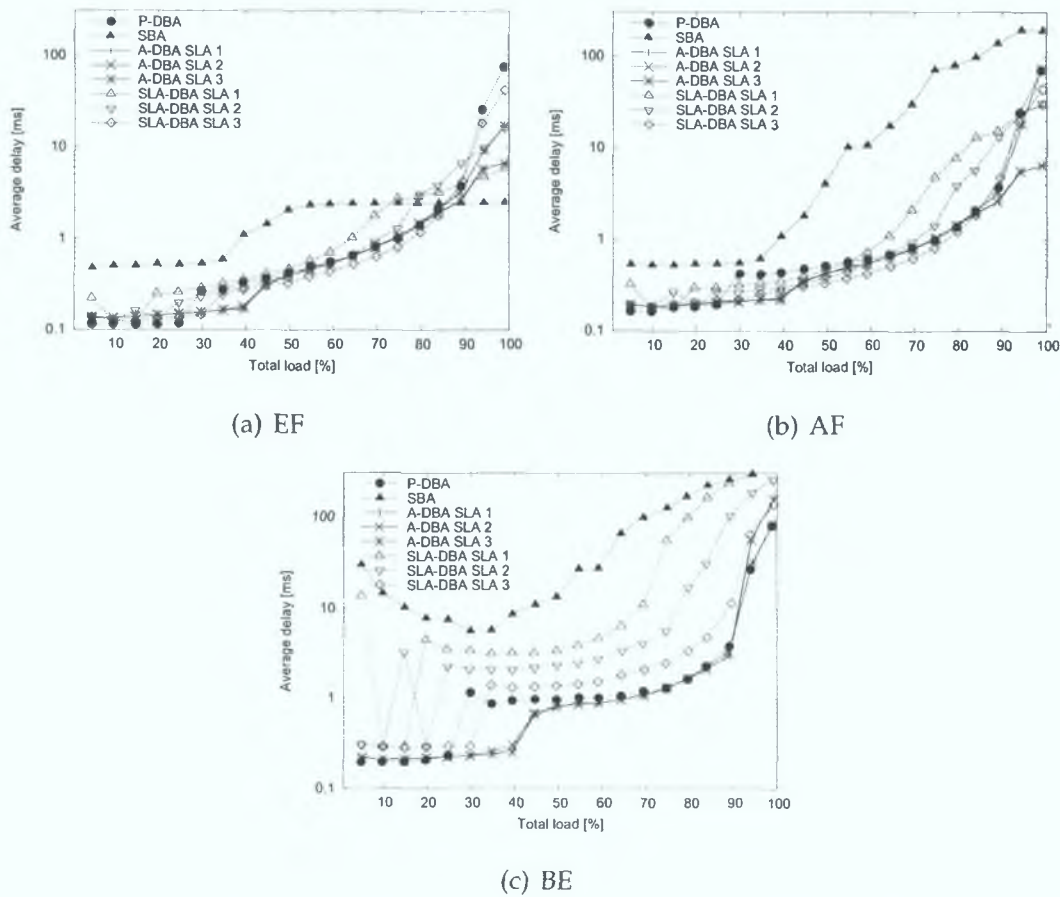 P-DBA
SBA
A-DBA SLA 1
A-DBA SLA 2
A-DBA SLA 3
SLA-DBA SLA 1
SLA-DBA SLA 2
SLA-DBA SLA 3
100
10
1
0.1
Average delay [ms]
10 20 30 40 50 60 70 80 90 100
Total load [%]
(a) EF
P-DBA
SBA
A-DBA SLA 1
A-DBA SLA 2
A-DBA SLA 3
SLA-DBA SLA 1
SLA-DBA SLA 2
SLA-DBA SLA 3
100
10
1
0.1
Average delay [ms]
10 20 30 40 50 60 70 80 90 100
Total load [%]
(b) AF
P-DBA
SBA
A-DBA SLA 1
A-DBA SLA 2
A-DBA SLA 3
SLA-DBA SLA 1
SLA-DBA SLA 2
SLA-DBA SLA 3
100
10
1
0.1
Average delay [ms]
10 20 30 40 50 60 70 80 90 100
Total load [%]
(c) BE